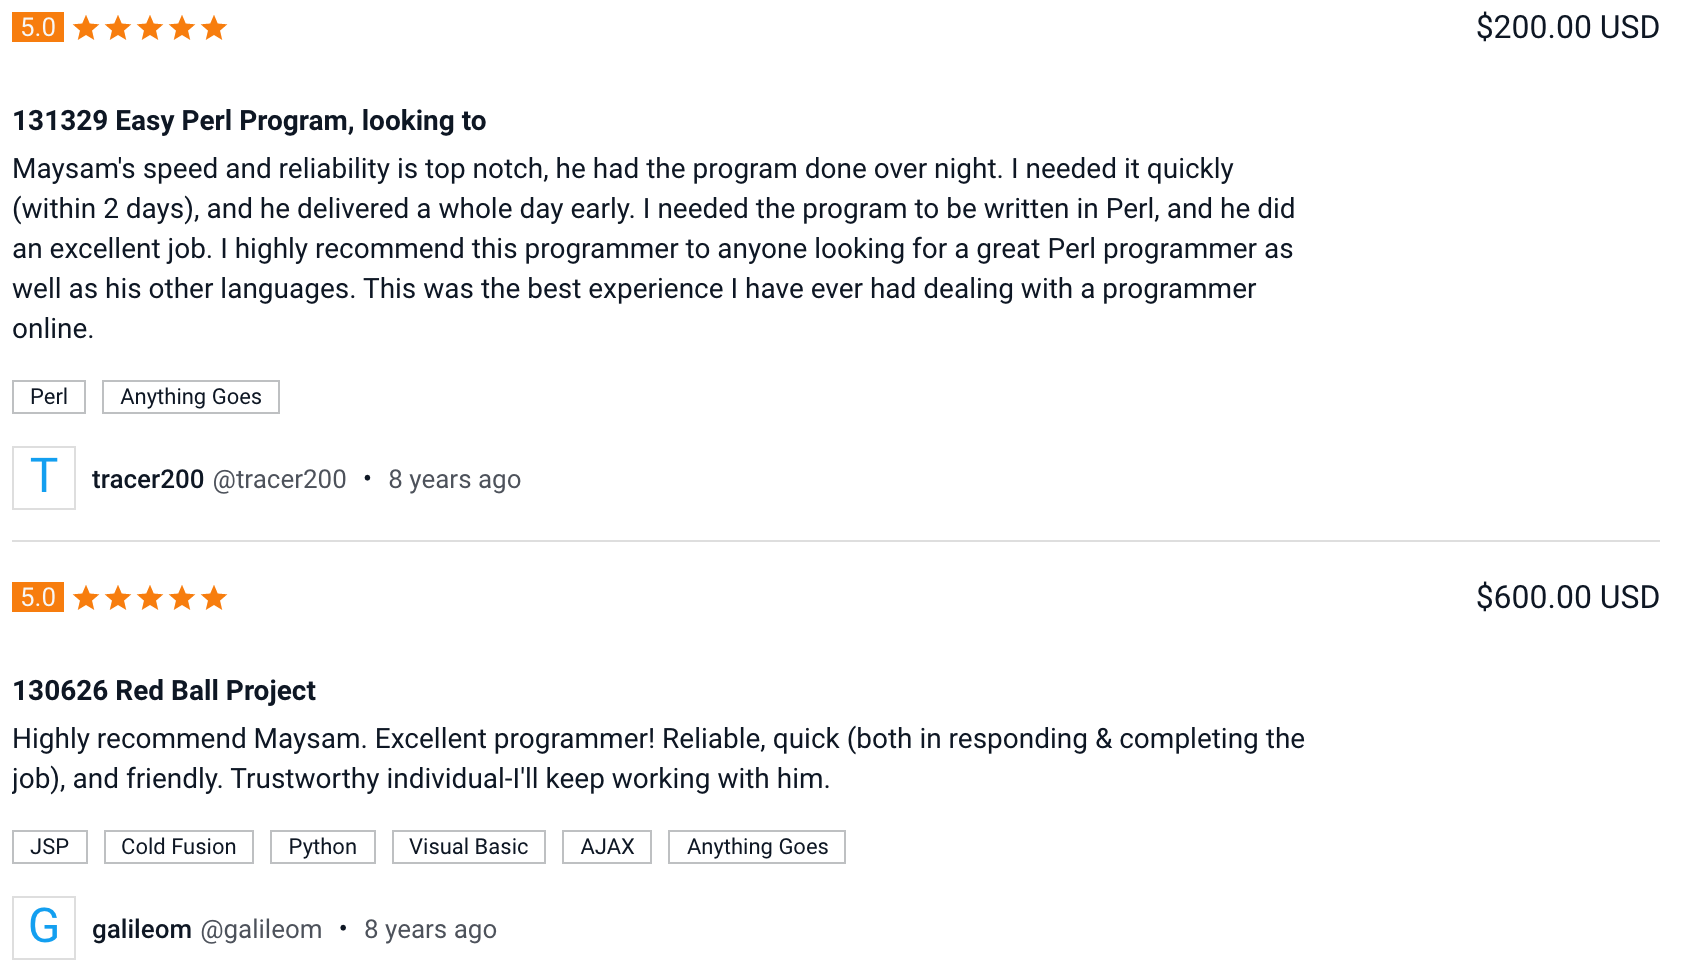 5.0
$200.00 USD
131329 Easy Perl Program, looking to
Maysam's speed and reliability is top notch, he had the program done over night. I needed it quickly
(within 2 days), and he delivered a whole day early. I needed the program to be written in Perl, and he did
an excellent job. I highly recommend this programmer to anyone looking for a great Perl programmer as
well as his other languages. This was the best experience I have ever had dealing with a programmer
online.
Perl Anything Goes
T
tracer200 @tracer200 • 8 years ago
5.0
$600.00 USD
130626 Red Ball Project
Highly recommend Maysam. Excellent programmer! Reliable, quick (both in responding & completing the
job), and friendly. Trustworthy individual-I'll keep working with him.
JSP Cold Fusion Python Visual Basic AJAX Anything Goes
G
galileom @galileom • 8 years ago